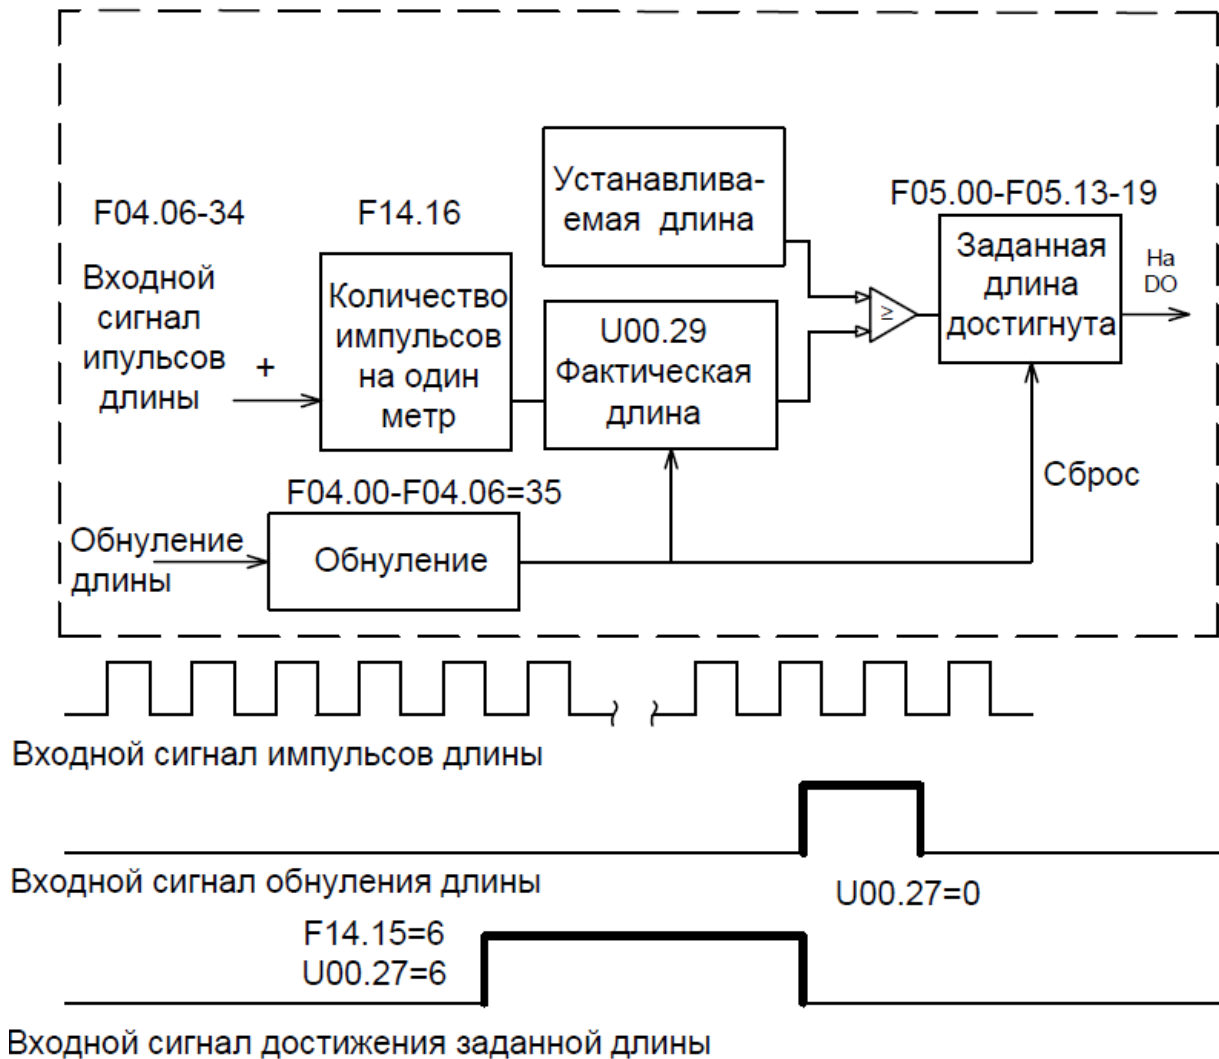 Устанавлива-
емая длина
F04.06-34
F14.16
F05.00-F05.13-19
Входной
сигнал
ипульсов
длины
+
Количество
импульсов
на один
метр
U00.29
Фактическая
длина
≥
Заданная
длина
достигнута
На
DO
Сброс
F04.00-F04.06=35
Обнуление
длины
Обнуление
Входной сигнал импульсов длины
Входной сигнал обнуления длины
U00.27=0
F14.15=6
U00.27=6
Входной сигнал достижения заданной длины